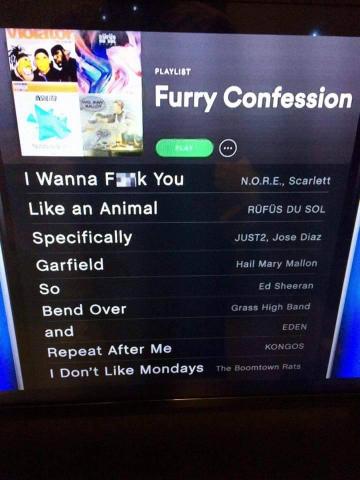 PLAYLIST
Furry Confession
PLAY
I Wanna F k You N.O.R.E., Scarlett
Like an Animal RÜFÜS DU SOL
Specifically JUST2, Jose Diaz
Garfield Hail Mary Mallon
So Ed Sheeran
Bend Over Grass High Band
and EDEN
Repeat After Me KONGOS
I Don't Like Mondays The Boomtown Rats